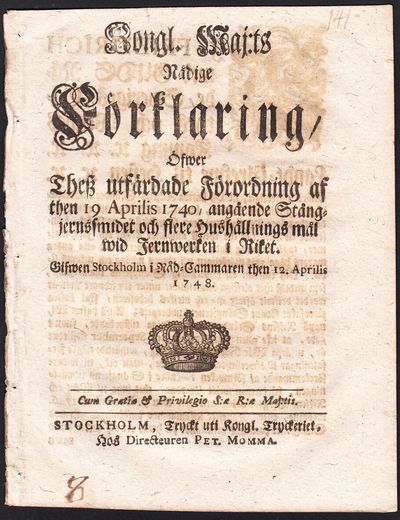 141
Kongl. Maj:ts
Nådige
Förklaring/
Öfwer
Theß utfärdade Förordning af
then 19 Aprilis 1740/ angående Stång-
jernssmidet och flere Hushållnings mål
wid Jernwerken i Riket.
Gifwen Stockholm i Råd-Cammaren then 12. Aprilis
1748.
Cum Gratia & Privilegio S:æ R:æ Maj:tis.
STOCKHOLM, Tryckt uti Kongl. Tryckeriet,
Hos Directeuren PET. MOMMA.
8